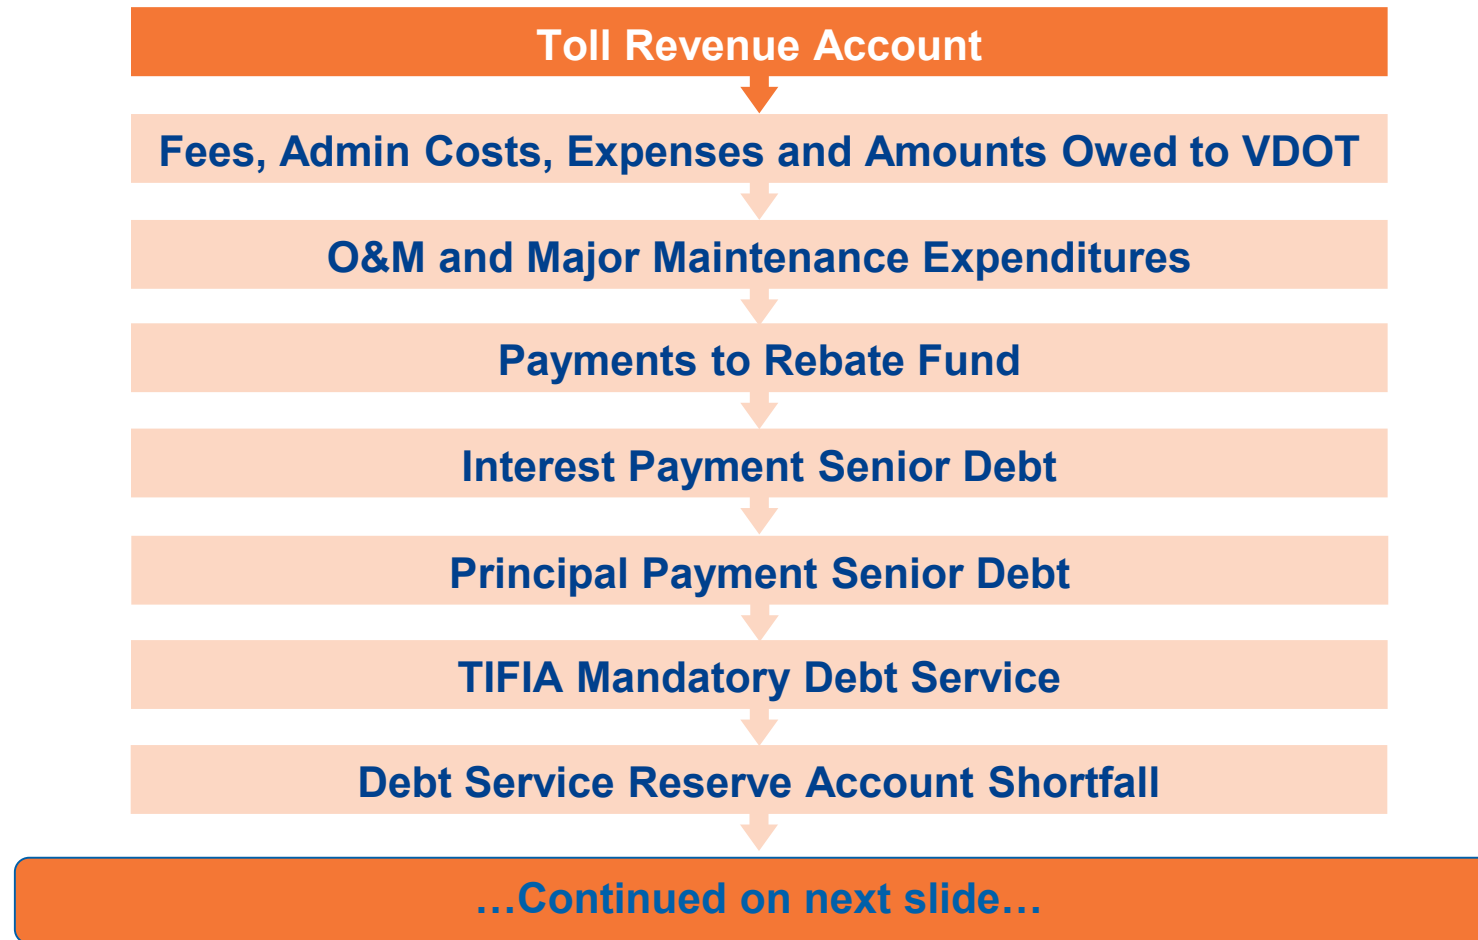 Toll Revenue Account
Fees, Admin Costs, Expenses and Amounts Owed to VDOT
O&M and Major Maintenance Expenditures
Payments to Rebate Fund
Interest Payment Senior Debt
Principal Payment Senior Debt
TIFIA Mandatory Debt Service
Debt Service Reserve Account Shortfall
…Continued on next slide…